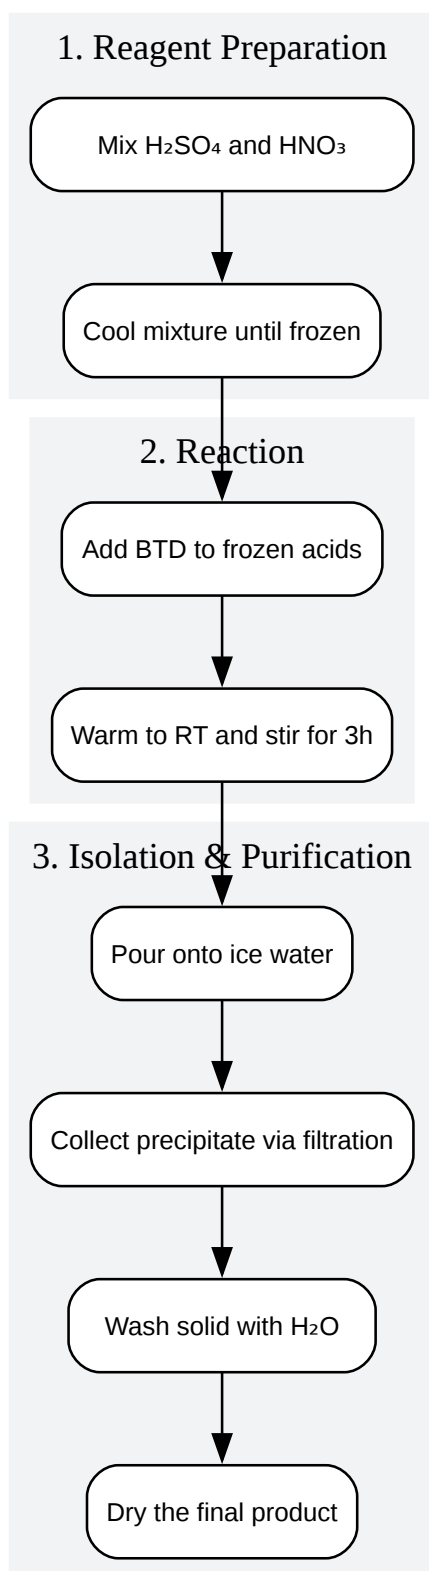 1. Reagent Preparation
Mix H₂SO₄ and HNO₃
Cool mixture until frozen
2. Reaction
Add BTD to frozen acids
Warm to RT and stir for 3h
3. Isolation & Purification
Pour onto ice water
Collect precipitate via filtration
Wash solid with H₂O
Dry the final product